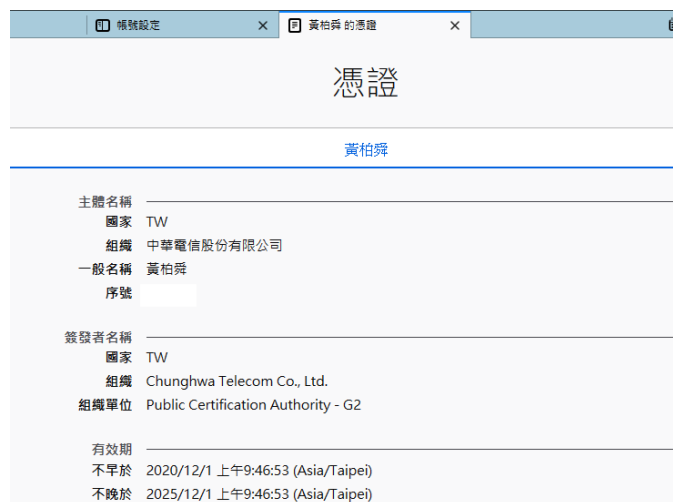 帳號設定
黃柏舜 的憑證
憑證
黃柏舜
主體名稱
國家 TW
組織 中華電信股份有限公司
一般名稱 黃柏舜
序號
簽發者名稱
國家 TW
組織 Chunghwa Telecom Co., Ltd.
組織單位 Public Certification Authority - G2
有效期
不早於 2020/12/1 上午9:46:53 (Asia/Taipei)
不晚於 2025/12/1 上午9:46:53 (Asia/Taipei)